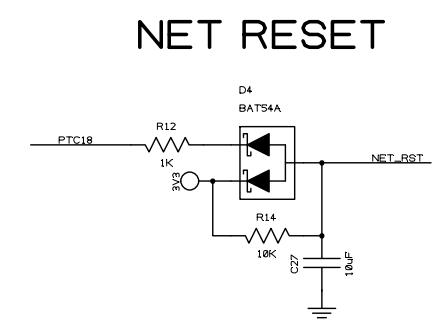 NET RESET
D4
BAT54A
R12
PTC18
1K
NET_RST
3V3
R14
10K
C27
10uF